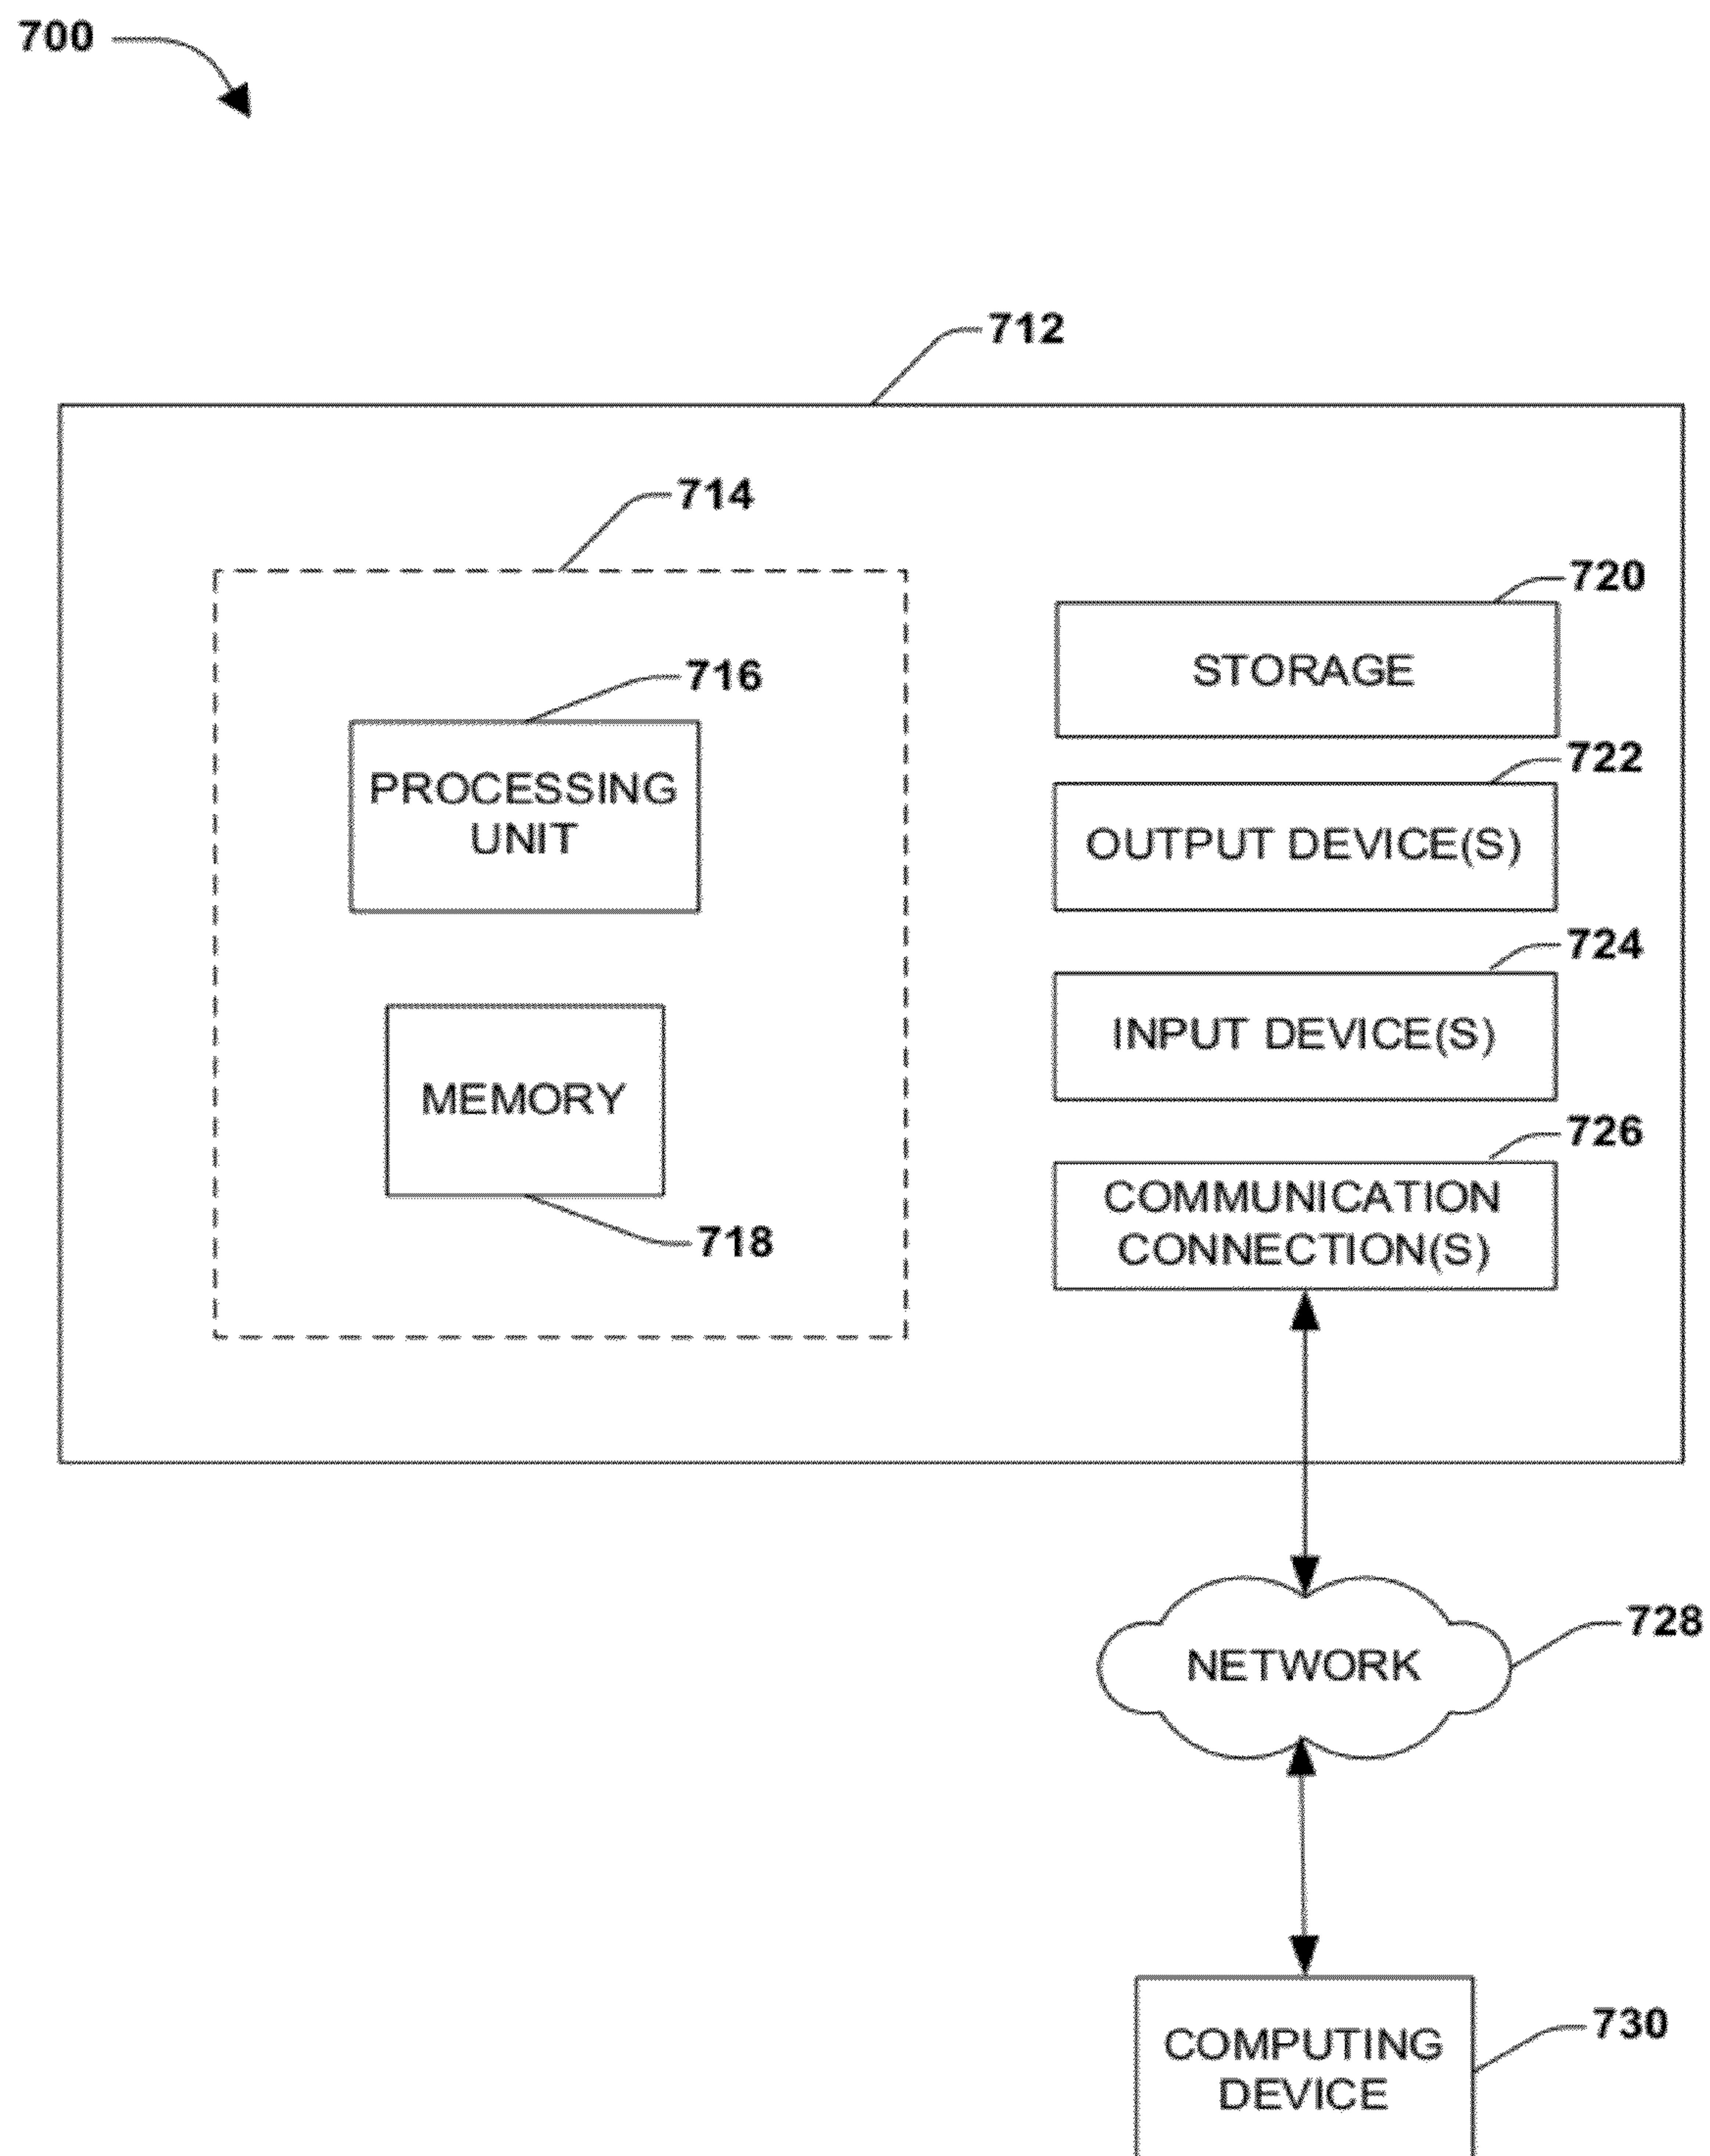 700
712
714
716
PROCESSING
UNIT
MEMORY
718
720
STORAGE
722
OUTPUT DEVICE(S)
724
INPUT DEVICE(S)
726
COMMUNICATION
CONNECTION(S)
NETWORK
728
COMPUTING
DEVICE
730